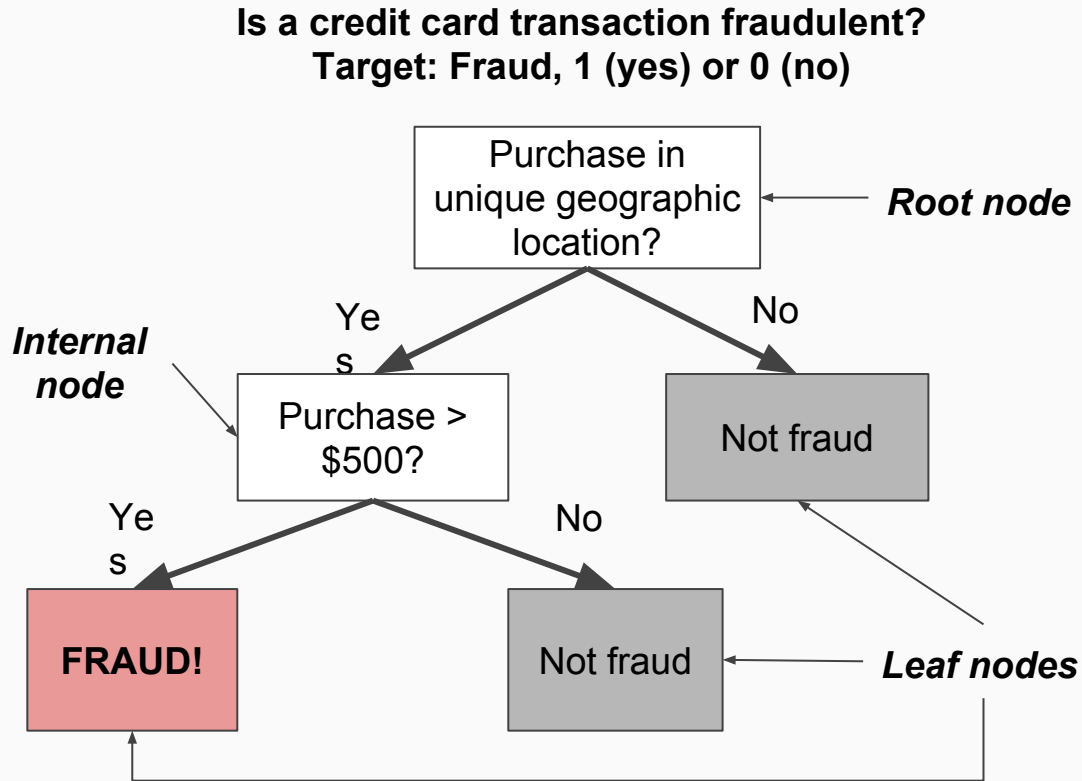 Is a credit card transaction fraudulent?
Target: Fraud, 1 (yes) or 0 (no)
Purchase in
unique geographic
location?
Root node
Ye
s
No
Internal
node
Purchase >
$500?
Not fraud
Ye
s
No
FRAUD!
Not fraud
Leaf nodes